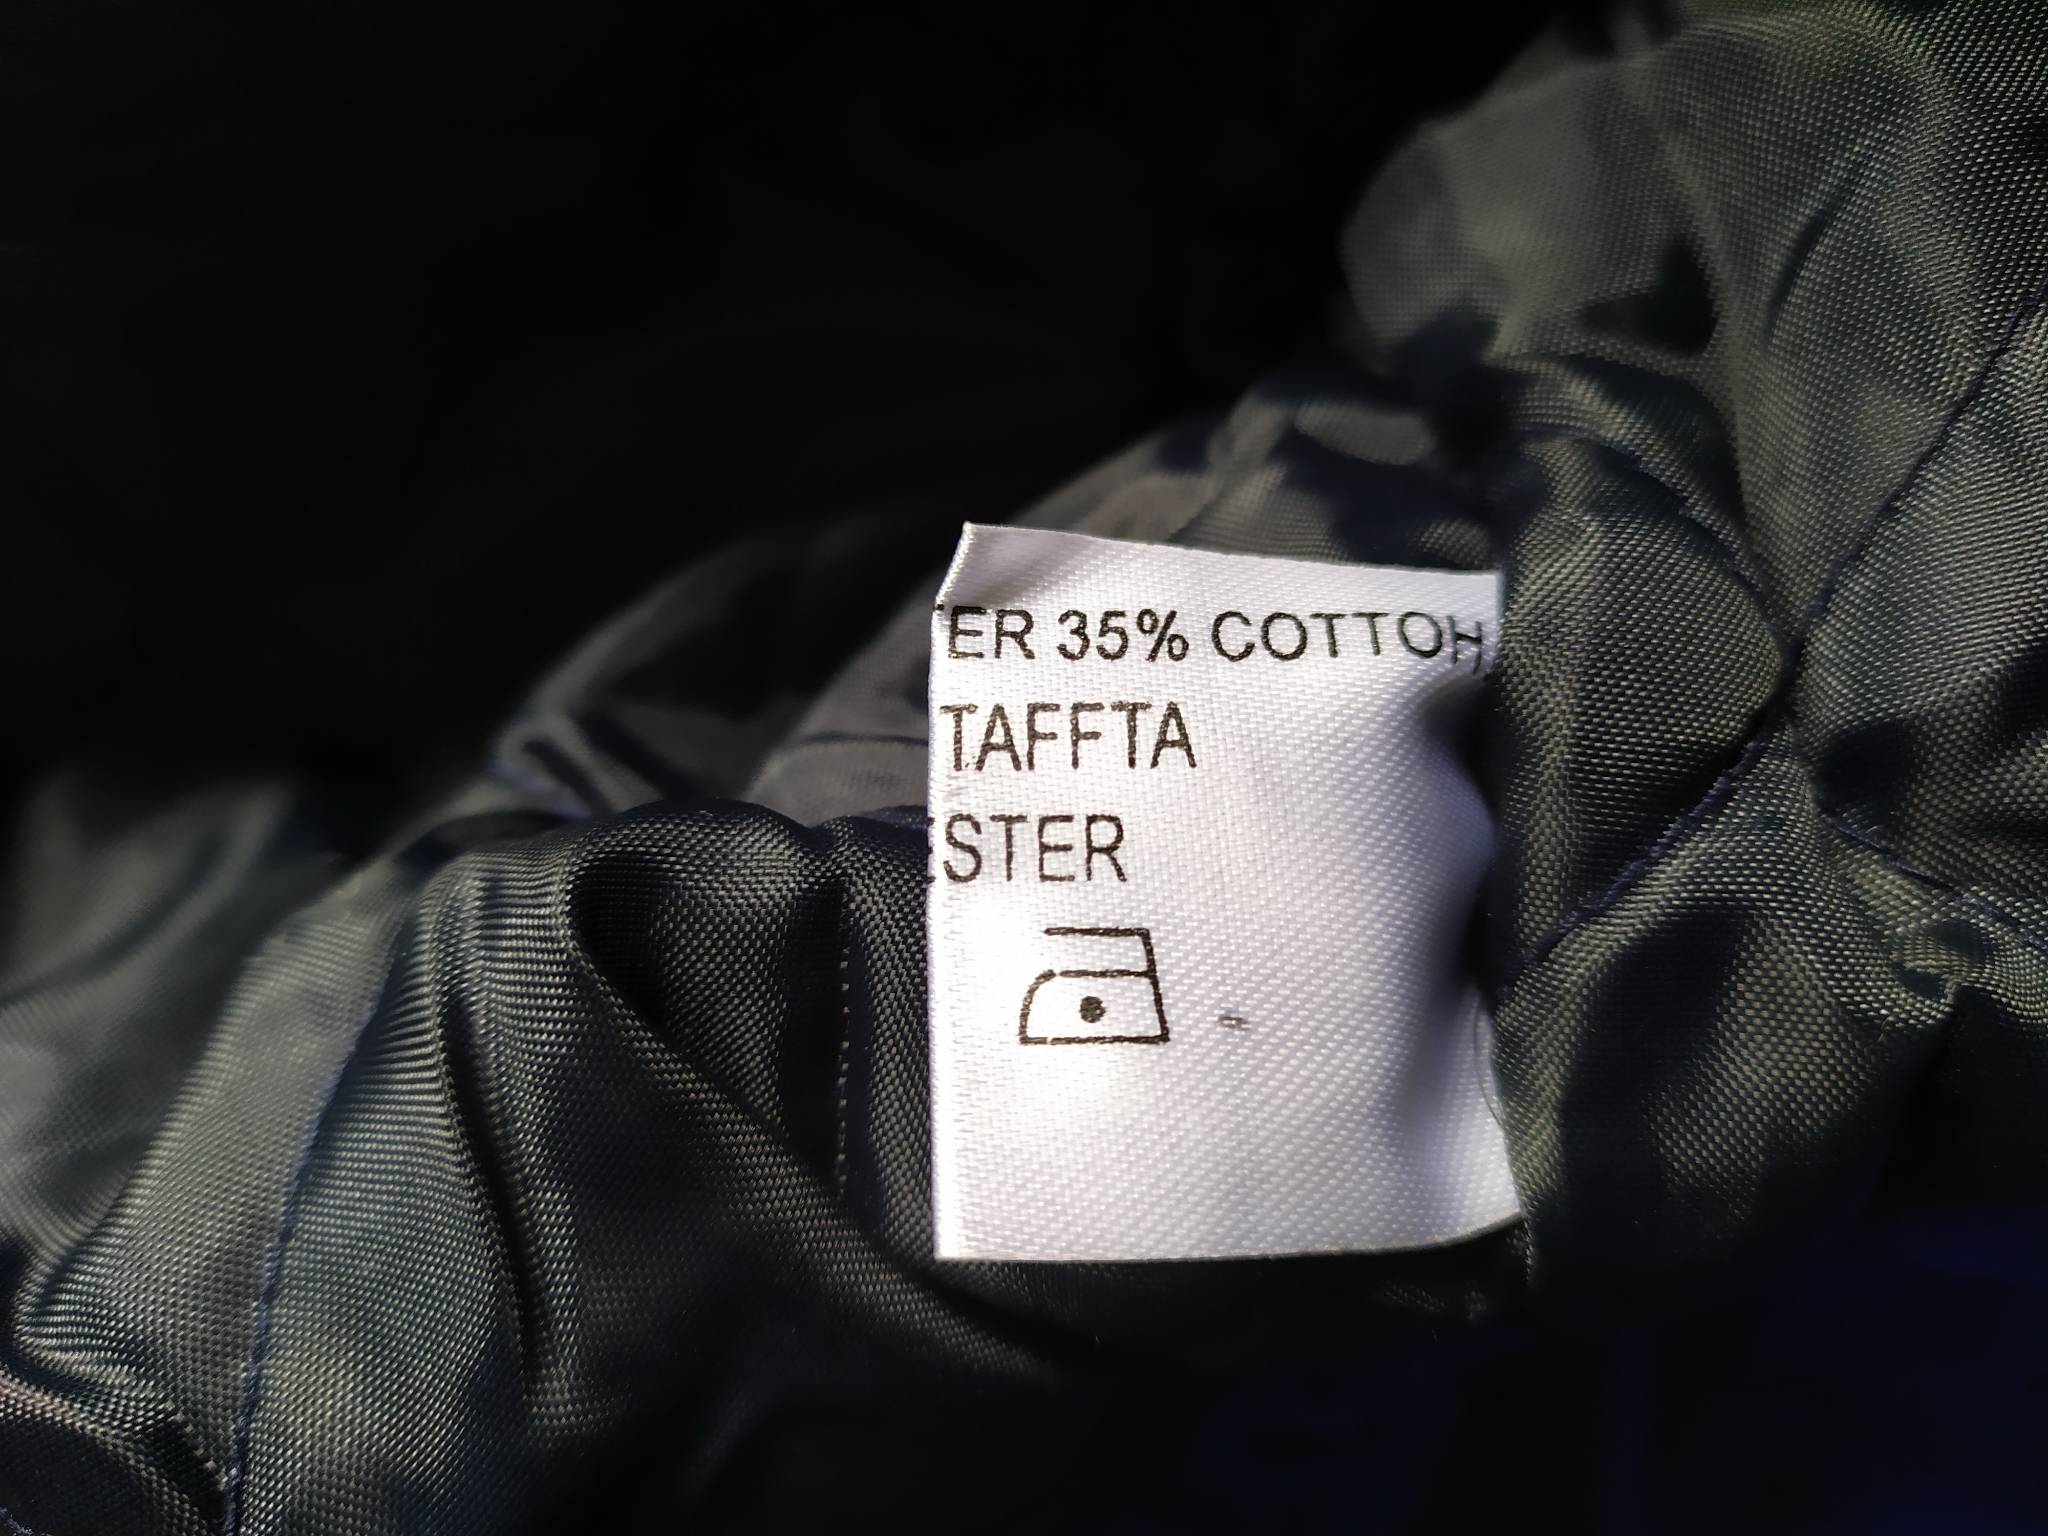 ER 35% COTTOH
TAFFTA
STER